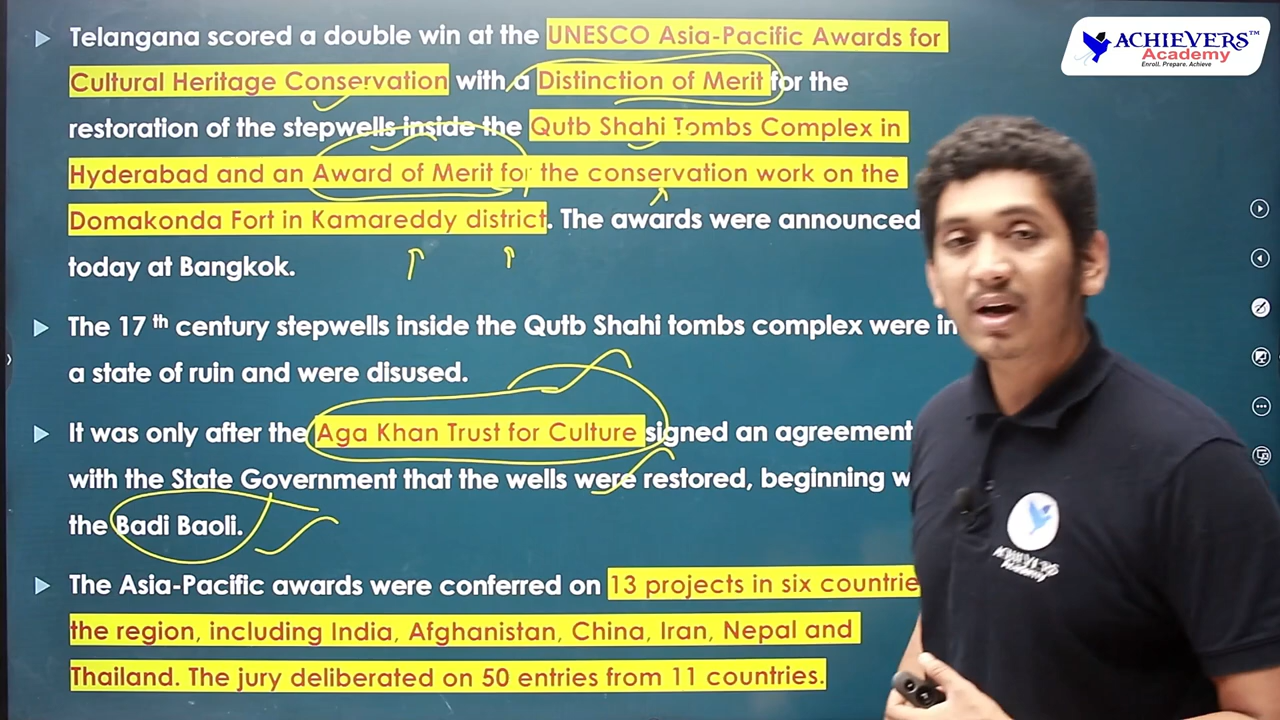 Telangana scored a double win at the UNESCO Asia-Pacific Awards for
Cultural Heritage Conservation with a Distinction of Merit for the
restoration of the stepwells inside the Qutb Shahi Tombs Complex in
Hyderabad and an Award of Merit for the conservation work on the
Domakonda Fort in Kamareddy district. The awards were announced
today at Bangkok.
The 17 th century stepwells inside the Qutb Shahi tombs complex were in
a state of ruin and were disused.
It was only after the Aga Khan Trust for Culture signed an agreement
with the State Government that the wells were restored, beginning
the Badi Baoli.
The Asia-Pacific awards were conferred on 13 projects in six
the region, including India, Afghanistan, China, Iran, Nepal and
Thailand. The jury deliberated on 50 entries from 11 countries.
ACHIEVERS™
Academy
Enroll. Prepare. Achieve
ACHIEVERS
Academy